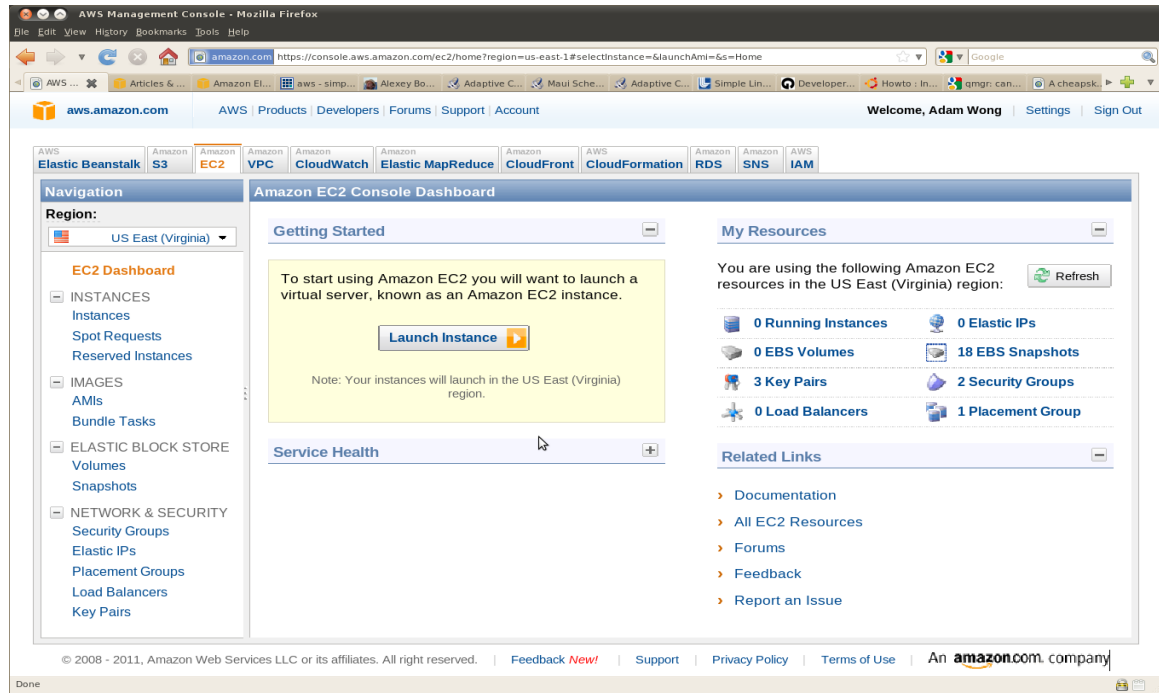 AWS Management Console - Mozilla Firefox
File Edit View History Bookmarks Tools Help
amazon.com https://console.aws.amazon.com/ec2/home?region=us-east-1#selectInstance=&launchAmi=&s=Home
Google
AWS ... Articles & ... Amazon El... aws - simp... Alexey Bo... Adaptive C... Maui Sche... Adaptive C... Simple Lin... Developer... Howto : In... qmgr: can... A cheapsk..
aws.amazon.com AWS | Products | Developers | Forums | Support | Account
Welcome, Adam Wong | Settings | Sign Out
AWS Elastic Beanstalk
Amazon S3
Amazon EC2
Amazon VPC
Amazon CloudWatch
Amazon Elastic MapReduce
Amazon CloudFront
AWS CloudFormation
Amazon RDS
Amazon SNS
AWS IAM
Navigation
Region:
US East (Virginia)
EC2 Dashboard
INSTANCES
Instances
Spot Requests
Reserved Instances
IMAGES
AMIs
Bundle Tasks
ELASTIC BLOCK STORE
Volumes
Snapshots
NETWORK & SECURITY
Security Groups
Elastic IPs
Placement Groups
Load Balancers
Key Pairs
Amazon EC2 Console Dashboard
Getting Started
To start using Amazon EC2 you will want to launch a
virtual server, known as an Amazon EC2 instance.
Launch Instance
Note: Your instances will launch in the US East (Virginia)
region.
Service Health
My Resources
You are using the following Amazon EC2
resources in the US East (Virginia) region:
Refresh
0 Running Instances
0 Elastic IPs
0 EBS Volumes
18 EBS Snapshots
3 Key Pairs
2 Security Groups
0 Load Balancers
1 Placement Group
Related Links
Documentation
All EC2 Resources
Forums
Feedback
Report an Issue
© 2008 - 2011, Amazon Web Services LLC or its affiliates. All right reserved. | Feedback New! | Support | Privacy Policy | Terms of Use | An amazon.com. company
Done